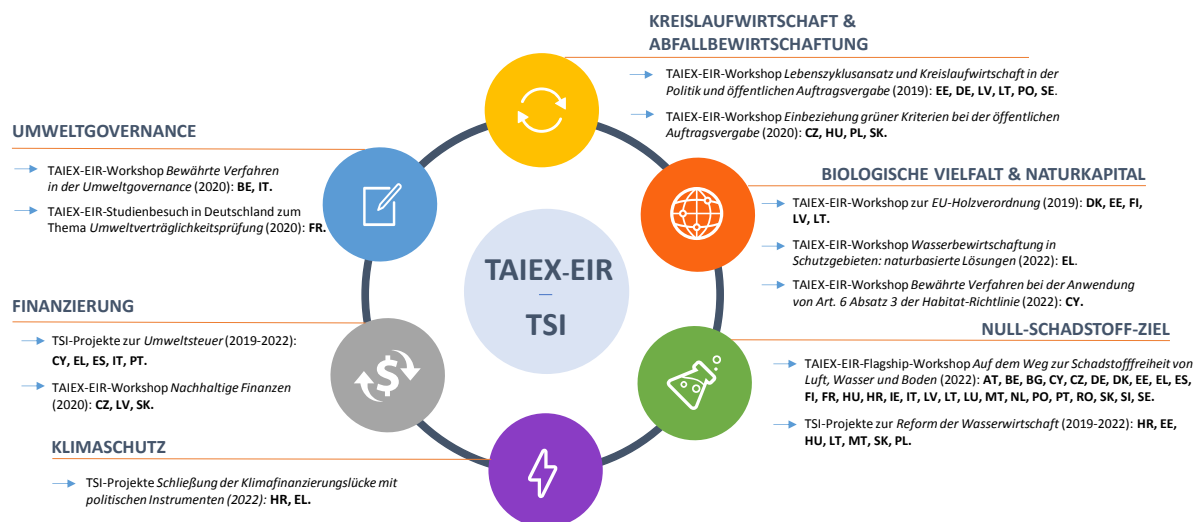 KREISLAUFWIRTSCHAFT &
ABFALLBEWIRTSCHAFTUNG
TAIEX-EIR-Workshop Lebenszyklusansatz und Kreislaufwirtschaft in der
Politik und öffentlichen Auftragsvergabe (2019): EE, DE, LV, LT, PO, SE.
TAIEX-EIR-Workshop Einbeziehung grüner Kriterien bei der öffentlichen
Auftragsvergabe (2020): CZ, HU, PL, SK.
UMWELTGOVERNANCE
TAIEX-EIR-Workshop Bewährte Verfahren
in der Umweltgovernance (2020): BE, IT.
TAIEX-EIR-Studienbesuch in Deutschland zum
Thema Umweltverträglichkeitsprüfung (2020): FR.
BIOLOGISCHE VIELFALT & NATURKAPITAL
TAIEX-EIR-Workshop zur EU-Holzverordnung (2019): DK, EE, FI,
LV, LT.
TAIEX-EIR-Workshop Wasserbewirtschaftung in
Schutzgebieten: naturbasierte Lösungen (2022): EL.
TAIEX-EIR-Workshop Bewährte Verfahren bei der Anwendung
von Art. 6 Absatz 3 der Habitat-Richtlinie (2022): CY.
TAIEX-EIR
–
TSI
FINANZIERUNG
TSI-Projekte zur Umweltsteuer (2019-2022):
CY, EL, ES, IT, PT.
TAIEX-EIR-Workshop Nachhaltige Finanzen
(2020): CZ, LV, SK.
$
NULL-SCHADSTOFF-ZIEL
TAIEX-EIR-Flagship-Workshop Auf dem Weg zur Schadstofffreiheit von
Luft, Wasser und Boden (2022): AT, BE, BG, CY, CZ, DE, DK, EE, EL, ES,
FI, FR, HU, HR, IE, IT, LV, LT, LU, MT, NL, PO, PT, RO, SK, SI, SE.
TSI-Projekte zur Reform der Wasserwirtschaft (2019-2022): HR, EE,
HU, LT, MT, SK, PL.
KLIMASCHUTZ
TSI-Projekte Schließung der Klimafinanzierungslücke mit
politischen Instrumenten (2022): HR, EL.